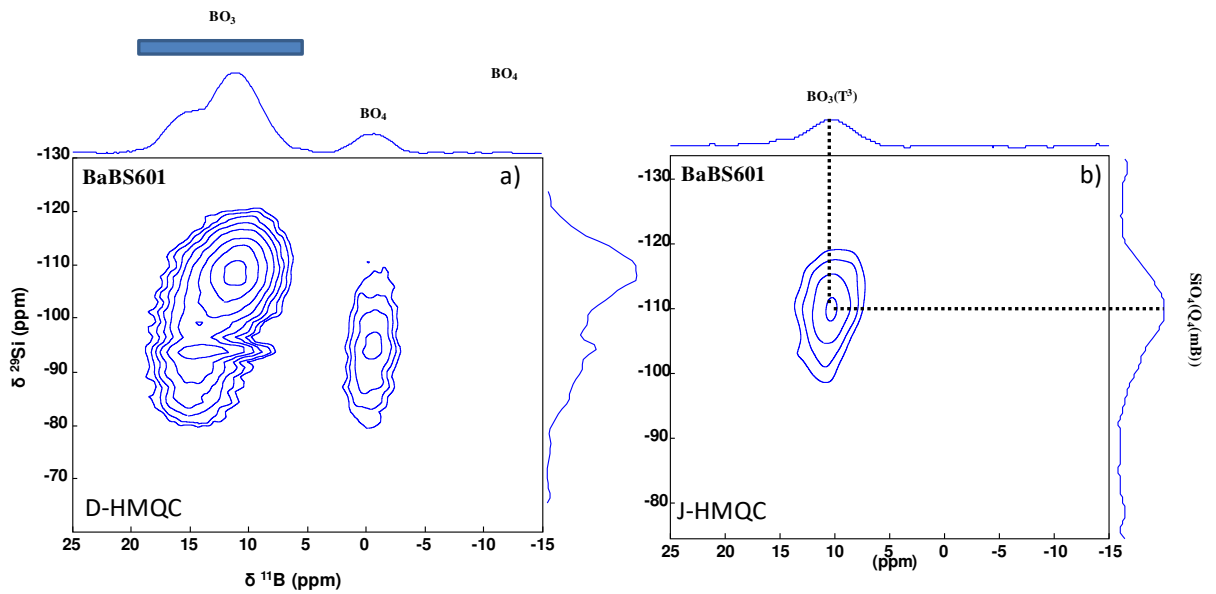 BO₃
BO₄
BO₄
-130
BaBS601
a)
-120
-110
-100
-90
-80
-70
δ ²⁹Si (ppm)
D-HMQC
25 20 15 10 5 0 -5 -10 -15
δ ¹¹B (ppm)
BO₃(T³)
-130
BaBS601
b)
-120
-110
-100
-90
-80
SiO₄(Q₄(mB))
J-HMQC
25 20 15 10 5 0 -5 -10 -15
(ppm)